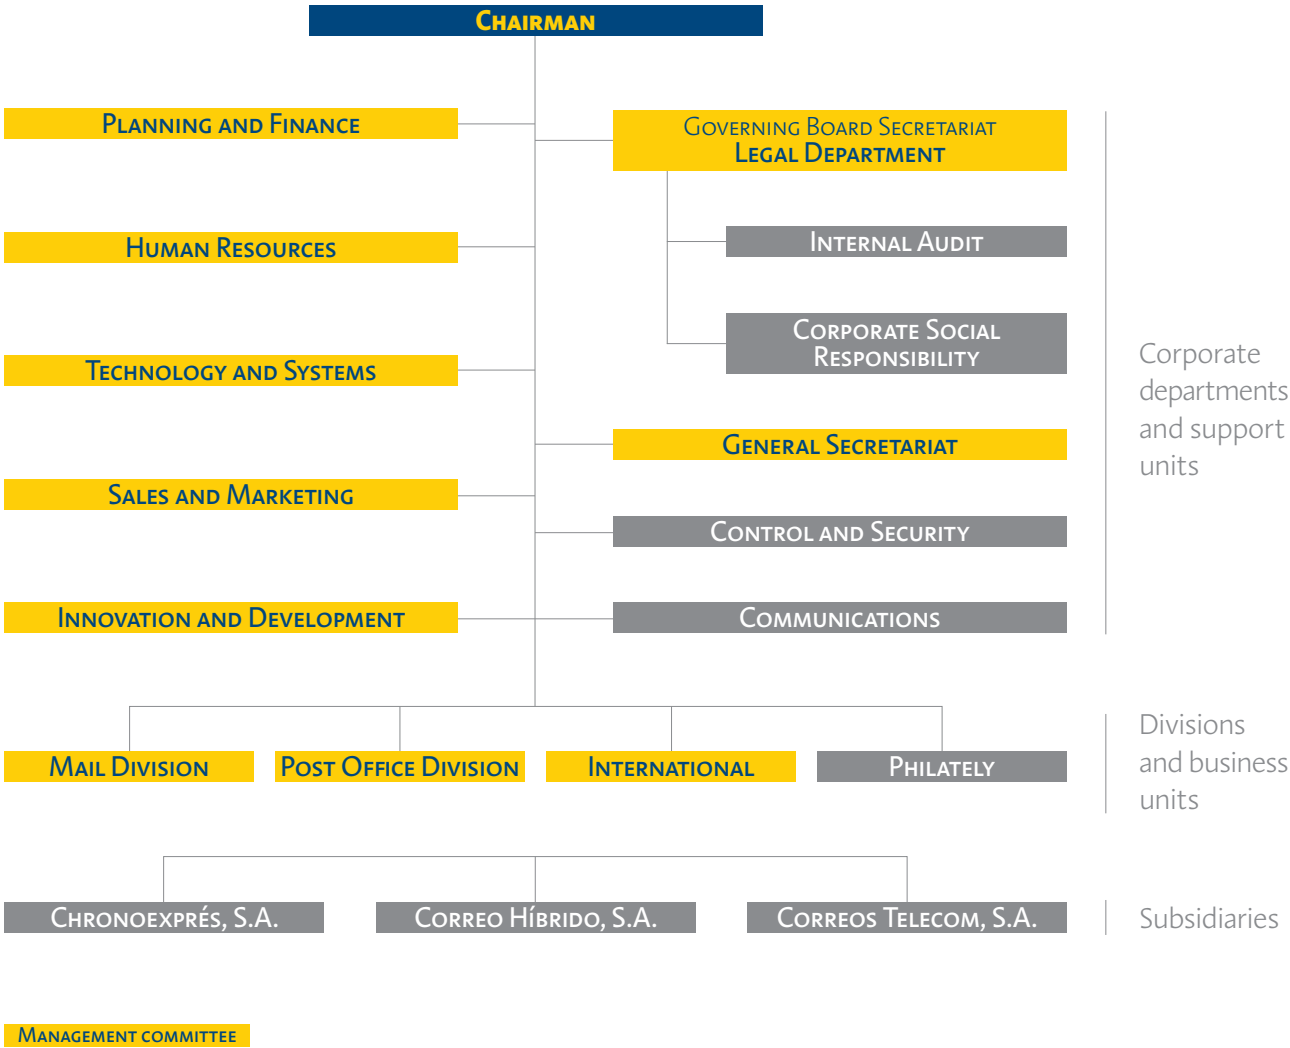 Chairman
Planning and Finance
Governing Board Secretariat
Legal Department
Human Resources
Internal Audit
Corporate Social
Responsibility
Technology and Systems
General Secretariat
Sales and Marketing
Control and Security
Innovation and Development
Communications
Corporate
departments
and support
units
Mail Division
Post Office Division
International
Philately
Divisions
and business
units
Chronoexprés, S.A.
Correo Híbrido, S.A.
Correos Telecom, S.A.
Subsidiaries
Management committee